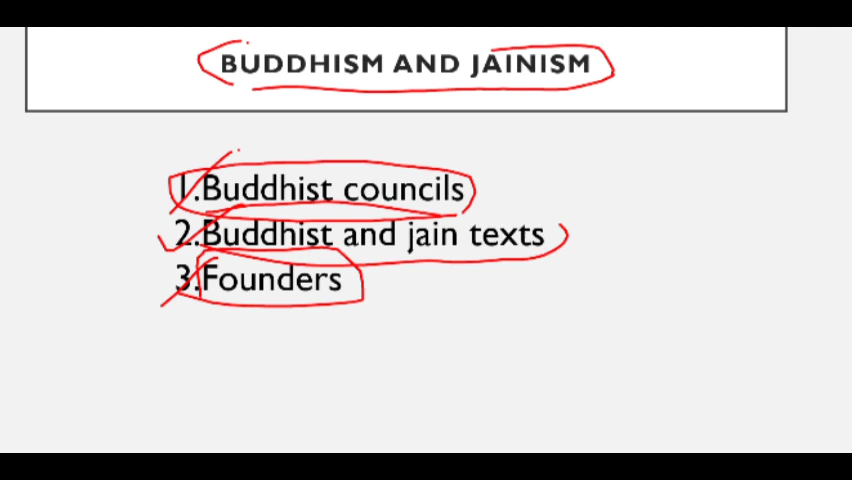 BUDDHISM AND JAINISM
1.Buddhist councils
2.Buddhist and jain texts
3.Founders